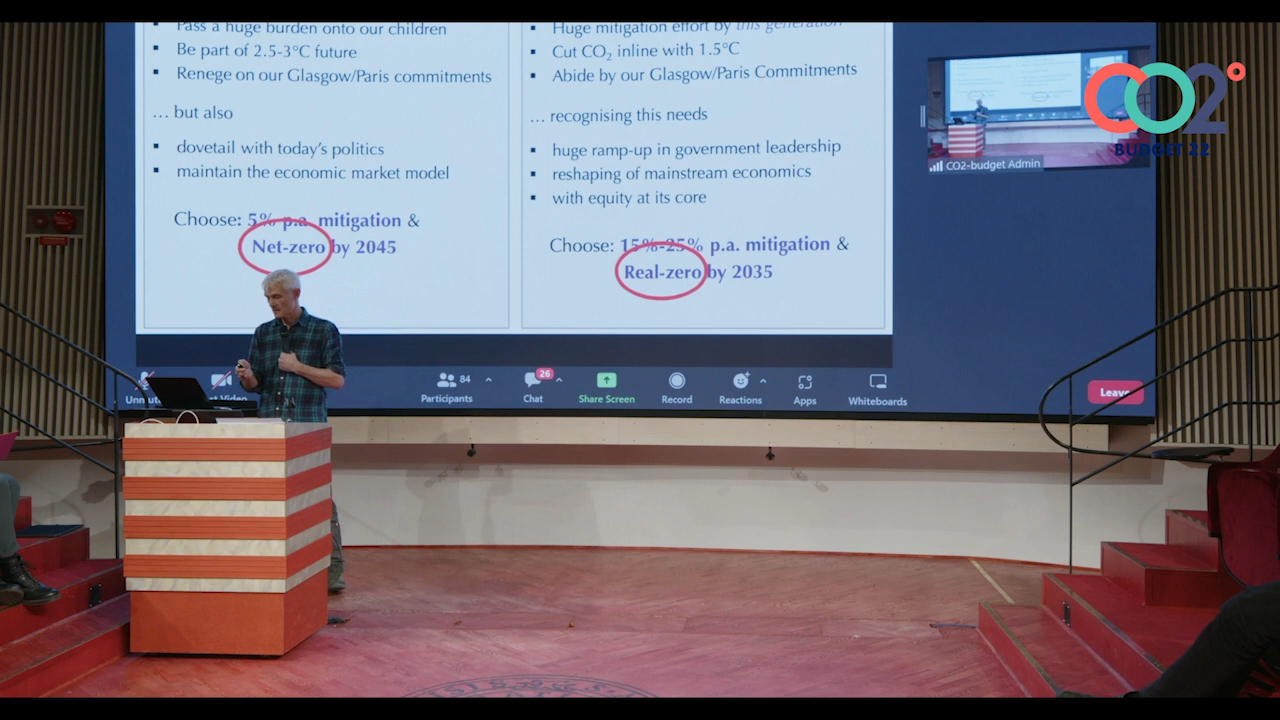 Pass a huge burden onto our children
▪ Be part of 2.5-3°C future
▪ Renege on our Glasgow/Paris commitments
... but also
▪ dovetail with today's politics
▪ maintain the economic market model
Choose: 5% p.a. mitigation &
Net-zero by 2045
Huge mitigation effort by this generation
▪ Cut CO₂ inline with 1.5°C
▪ Abide by our Glasgow/Paris Commitments
... recognising this needs
▪ huge ramp-up in government leadership
▪ reshaping of mainstream economics
▪ with equity at its core
Choose: 15%-25% p.a. mitigation &
Real-zero by 2035
CO2°
BUDGET 22
CO2-budget Admin
84
26
Video
Participants
Chat
Share Screen
Record
Reactions
Apps
Whiteboards
Leave